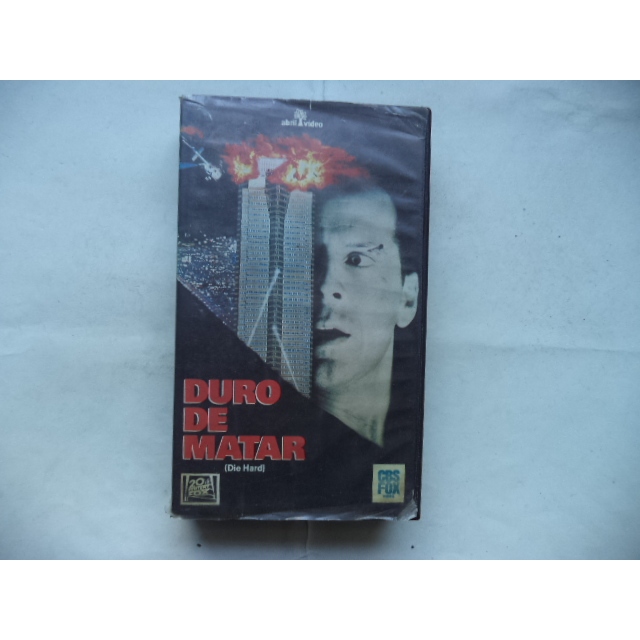 abril video
DURO
DE
MATAR
(Die Hard)
CBS
FOX